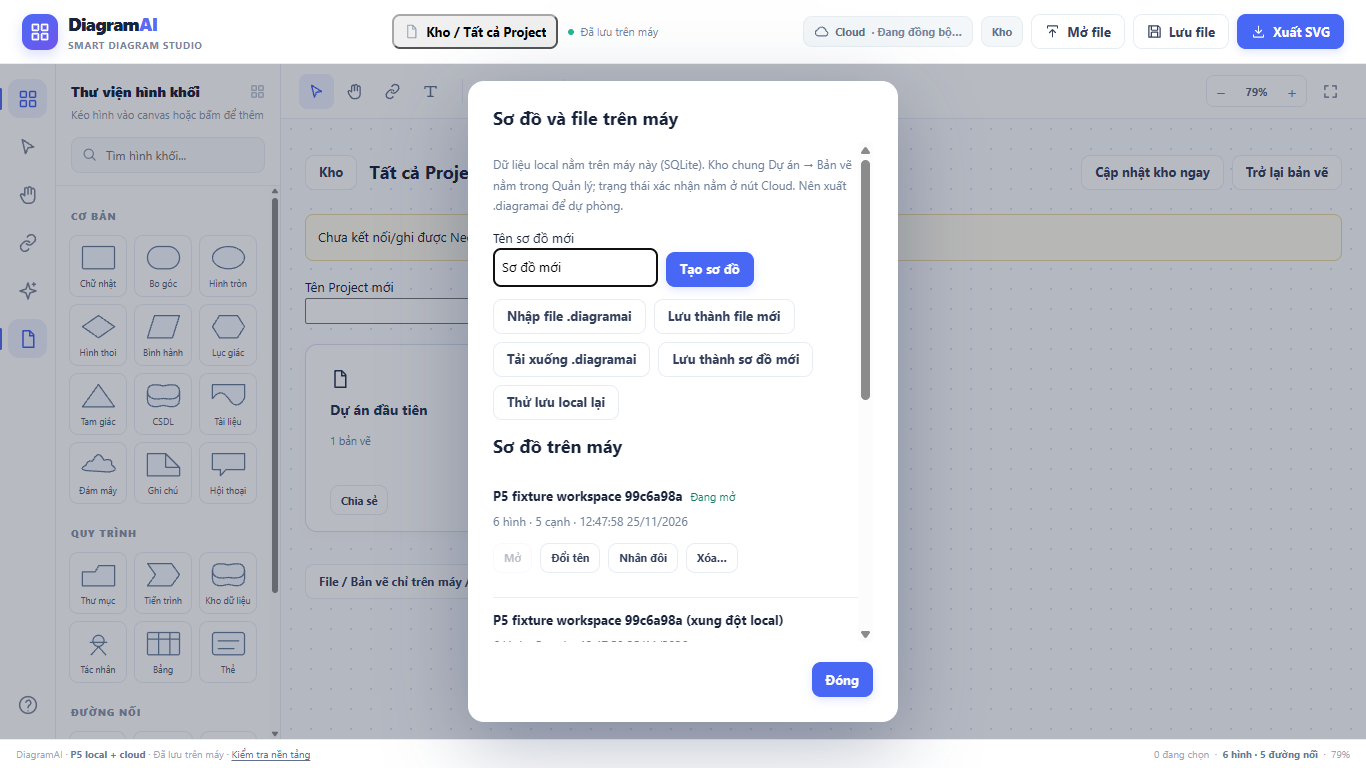 DiagramAI
SMART DIAGRAM STUDIO
Kho / Tất cả Project
Đã lưu trên máy
Cloud · Đang đồng bộ...
Kho
Mở file
Lưu file
Xuất SVG
Thư viện hình khối
Kéo hình vào canvas hoặc bấm để thêm
Tìm hình khối...
CƠ BẢN
Chữ nhật
Bo góc
Hình tròn
Hình thoi
Bình hành
Lục giác
Tam giác
CSDL
Tài liệu
Đám mây
Ghi chú
Hội thoại
QUY TRÌNH
Thư mục
Tiến trình
Kho dữ liệu
Tác nhân
Bảng
Thẻ
ĐƯỜNG NỐI
79%
Kho
Tất cả Proje
Cập nhật kho ngay
Trở lại bản vẽ
Chưa kết nối/ghi được Ne
Tên Project mới
Dự án đầu tiên
1 bản vẽ
Chia sẻ
File / Bản vẽ chỉ trên máy /
Sơ đồ và file trên máy
Dữ liệu local nằm trên máy này (SQLite). Kho chung Dự án → Bản vẽ
nằm trong Quản lý; trạng thái xác nhận nằm ở nút Cloud. Nên xuất
.diagramai để dự phòng.
Tên sơ đồ mới
Sơ đồ mới
Tạo sơ đồ
Nhập file .diagramai
Lưu thành file mới
Tải xuống .diagramai
Lưu thành sơ đồ mới
Thử lưu local lại
Sơ đồ trên máy
P5 fixture workspace 99c6a98a Đang mở
6 hình · 5 cạnh · 12:47:58 25/11/2026
Mở
Đổi tên
Nhân đôi
Xóa...
P5 fixture workspace 99c6a98a (xung đột local)
Đóng
DiagramAI · P5 local + cloud · Đã lưu trên máy · Kiểm tra nền tảng
0 đang chọn · 6 hình · 5 đường nối · 79%